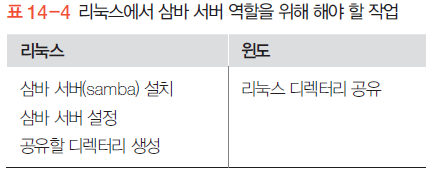 표 14-4 리눅스에서 삼바 서버 역할을 위해 해야 할 작업
리눅스 윈도
삼바 서버(samba) 설치 리눅스 디렉터리 공유
삼바 서버 설정
공유할 디렉터리 생성